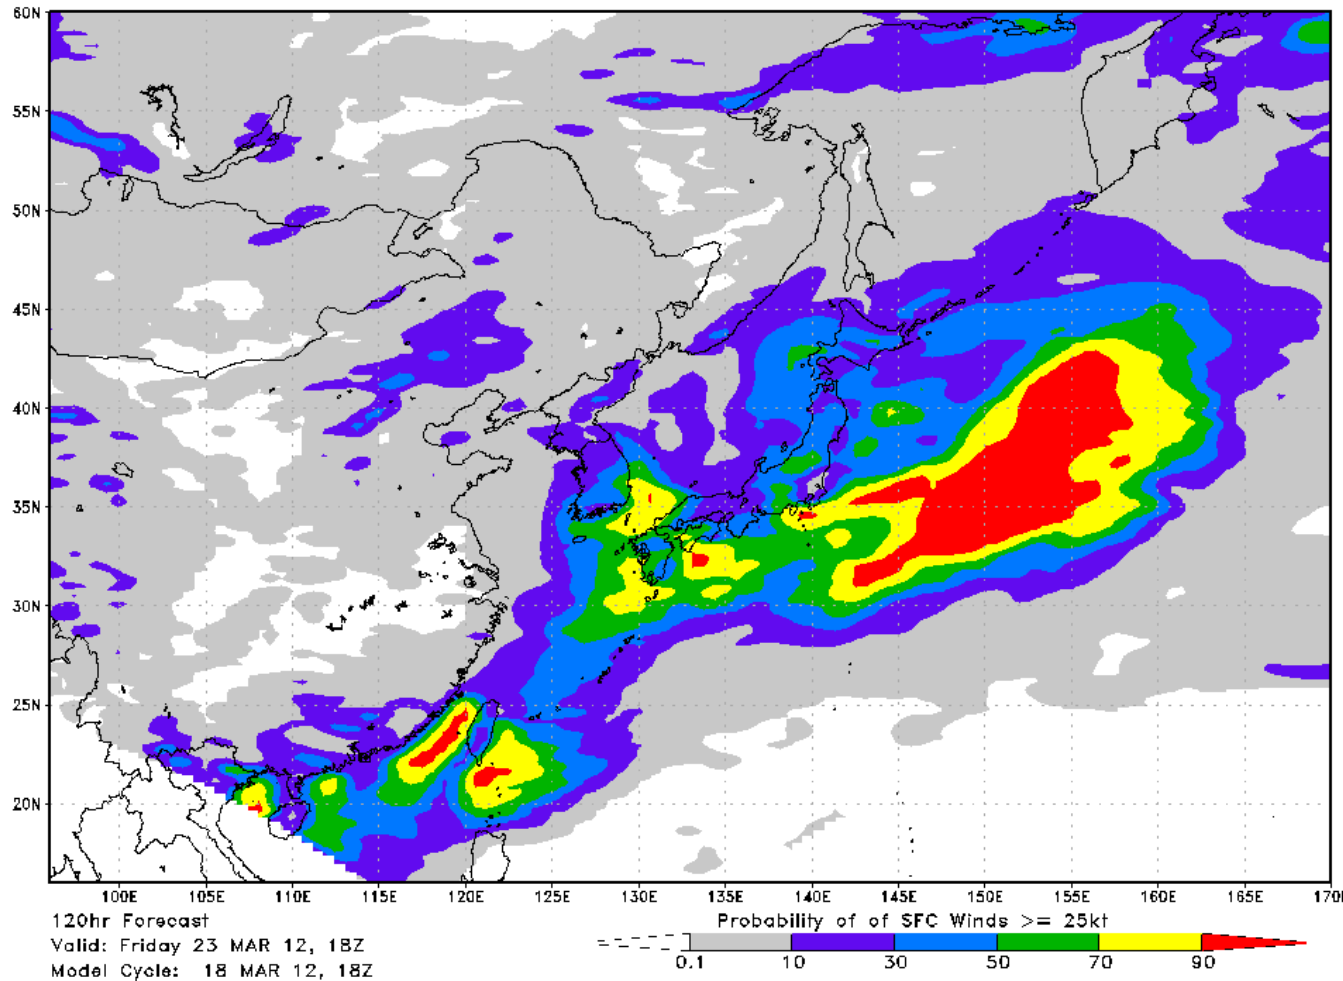 60N
55N
50N
45N
40N
35N
30N
25N
20N
100E 105E 110E 115E 120E 125E 130E 135E 140E 145E 150E 155E 160E 165E 170E
120hr Forecast
Valid: Friday 23 MAR 12, 18Z
Model Cycle: 18 MAR 12, 18Z
Probability of of SFC Winds >= 25kt
0.1 10 30 50 70 90